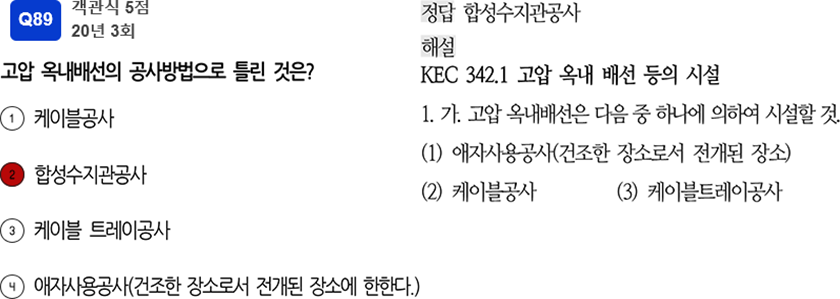 Q89
객관식 5점
20년 3회
고압 옥내배선의 공사방법으로 틀린 것은?
1 케이블공사
2 합성수지관공사
3 케이블 트레이공사
4 애자사용공사(건조한 장소로서 전개된 장소에 한한다.)
정답 합성수지관공사
해설
KEC 342.1 고압 옥내 배선 등의 시설
1. 가. 고압 옥내배선은 다음 중 하나에 의하여 시설할 것.
(1) 애자사용공사(건조한 장소로서 전개된 장소)
(2) 케이블공사 (3) 케이블트레이공사